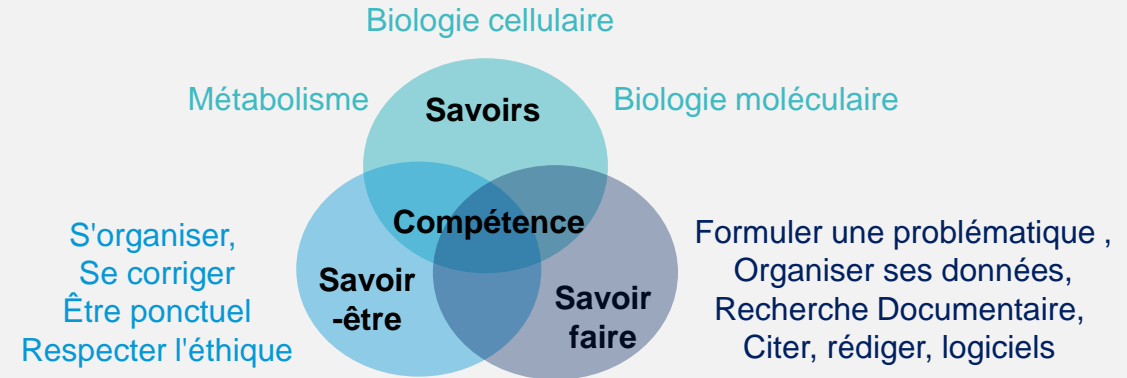 Biologie cellulaire
Métabolisme
Biologie moléculaire
Savoirs
Compétence
S'organiser,
Se corriger
Être ponctuel
Respecter l'éthique
Savoir
-être
Savoir
faire
Formuler une problématique ,
Organiser ses données,
Recherche Documentaire,
Citer, rédiger, logiciels